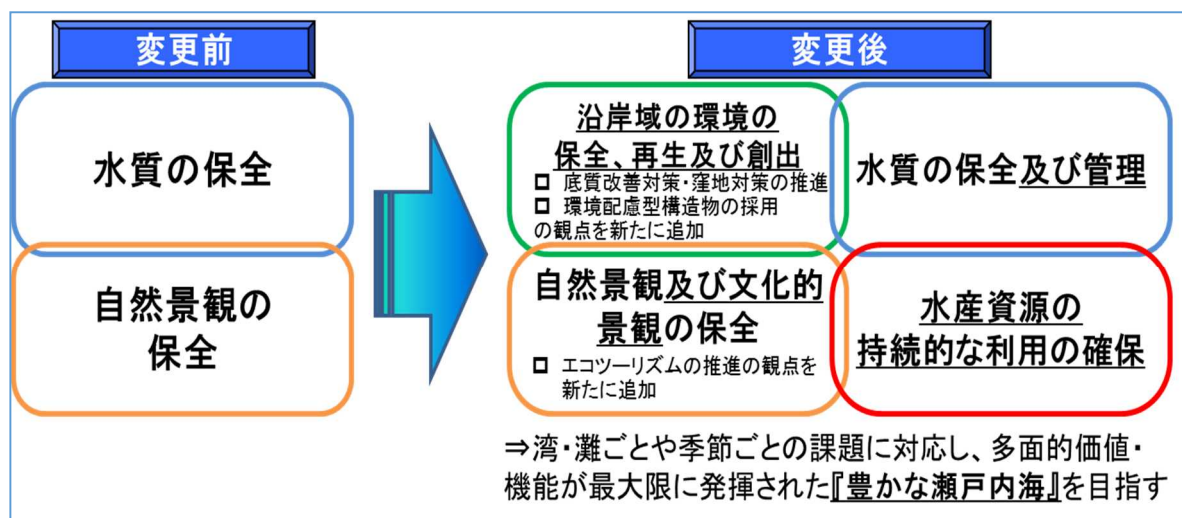 変更前
水質の保全
自然景観の
保全
変更後
沿岸域の環境の
保全、再生及び創出
□ 底質改善対策・窪地対策の推進
□ 環境配慮型構造物の採用
の観点を新たに追加
水質の保全及び管理
自然景観及び文化的
景観の保全
□ エコツーリズムの推進の観点を
新たに追加
水産資源の
持続的な利用の確保
⇒湾・灘ごとや季節ごとの課題に対応し、多面的価値・
機能が最大限に発揮された『豊かな瀬戸内海』を目指す